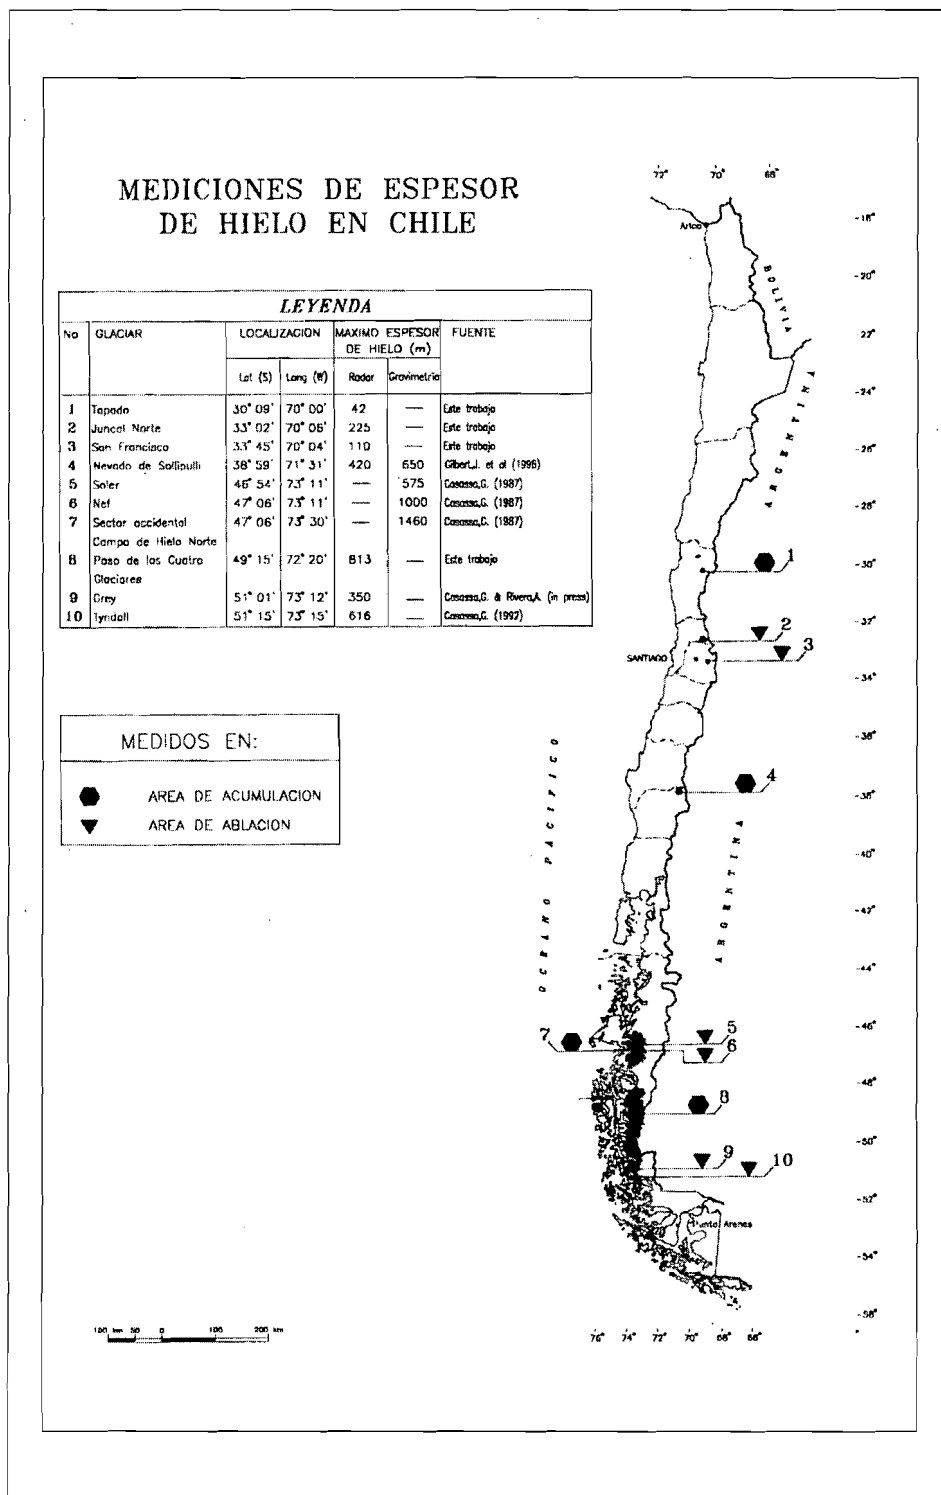 MEDICIONES DE ESPESOR
DE HIELO EN CHILE
LEYENDA
No GLACIAR LOCALIZACION MAXIMO ESPESOR DE HIELO (m) FUENTE
Lat (S) Long (W) Radar Gravimetria
1 Tapado 30° 09' 70° 00' 42 — Este trabajo
2 Juncal Norte 33° 02' 70° 06' 225 — Este trabajo
3 San Francisco 33° 45' 70° 04' 110 — Este trabajo
4 Nevado de Sollipulli 38° 59' 71° 31' 420 650 Gilbert,J. et al (1996)
5 Soler 46° 54' 73° 11' — 575 Casassa,G. (1987)
6 Nef 47° 06' 73° 11' — 1000 Casassa,G. (1987)
7 Sector occidental 47° 06' 73° 30' — 1460 Casassa,G. (1987)
Campo de Hielo Norte
8 Paso de los Cuatro 49° 15' 72° 20' 813 — Este trabajo
Glaciares
9 Grey 51° 01' 73° 12' 350 — Casassa,G. & Rivera,A. (in press)
10 Tyndall 51° 15' 73° 15' 616 — Casassa,G. (1992)
MEDIDOS EN:
AREA DE ACUMULACION
AREA DE ABLACION
72° 70° 68°
Arica
BOLIVIA
ARGENTINA
SANTIAGO
OCEANO PACIFICO
ARGENTINA
Punta Arenas
1
2
3
4
5
6
7
8
9
10
-18°
-20°
-22°
-24°
-26°
-28°
-30°
-32°
-34°
-36°
-38°
-40°
-42°
-44°
-46°
-48°
-50°
-52°
-54°
-56°
76° 74° 72° 70° 68° 66°
100 km 50 0 100 200 km